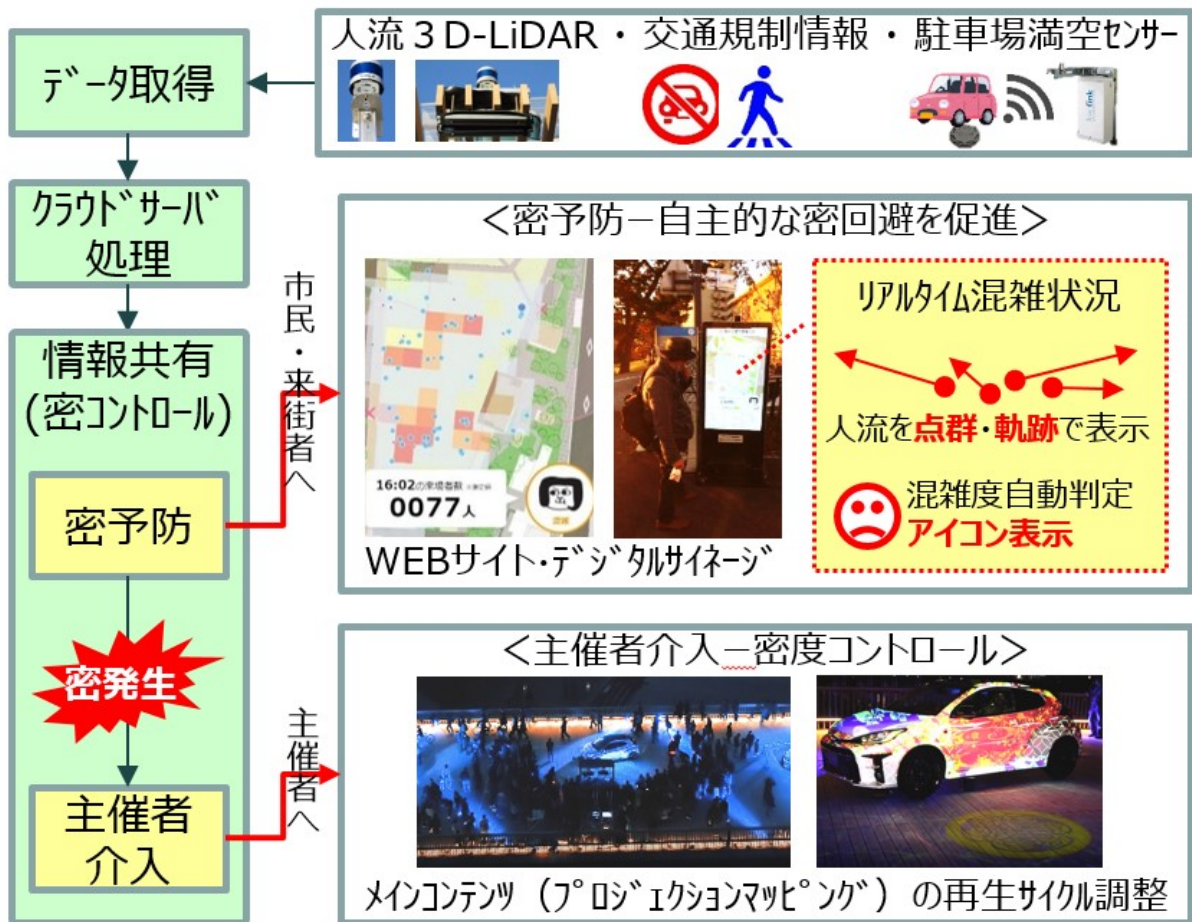 人流３D-LiDAR ・ 交通規制情報 ・ 駐車場満空ｾﾝｻｰ
ﾃﾞｰﾀ取得
ｸﾗｳﾄﾞｻｰﾊﾞ
処理
情報共有
(密ｺﾝﾄﾛｰﾙ)
密予防
密発生
主催者
介入
市民・来街者へ
主催者へ
＜密予防－自主的な密回避を促進＞
16:02の来場者数
0077人
混雑
WEBサイト･ﾃﾞｼﾞﾀﾙｻｲﾈｰｼﾞ
ﾘｱﾙﾀｲﾑ混雑状況
人流を点群･軌跡で表示
混雑度自動判定
アイコン表示
＜主催者介入－密度コントロール＞
ﾒｲﾝｺﾝﾃﾝﾂ（ﾌﾟﾛｼﾞｪｸｼｮﾝﾏｯﾋﾟﾝｸﾞ）の再生ｻｲｸﾙ調整